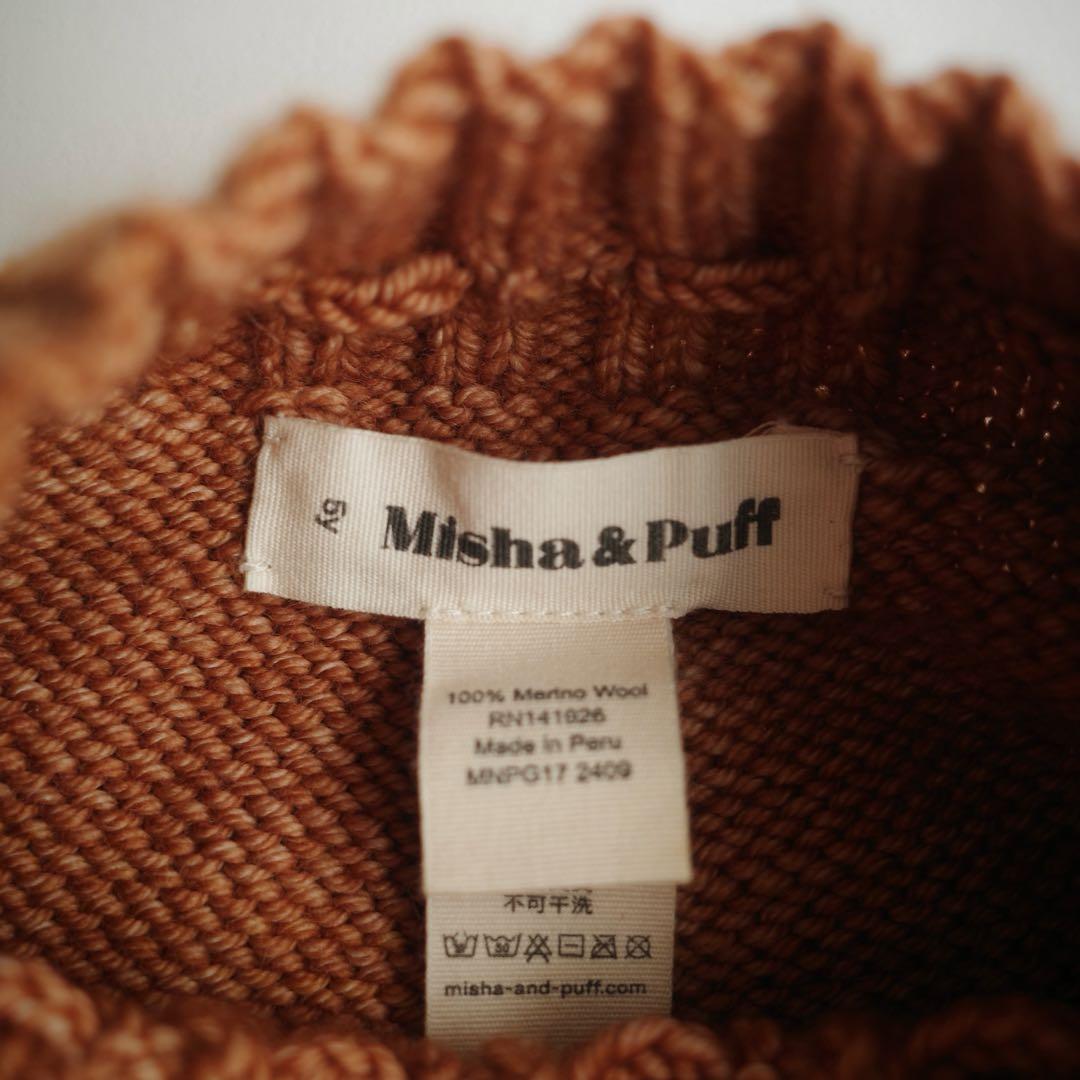 5y
Misha&Puff
100% Merino Wool
RN141926
Made in Peru
MNPG17 2409
不可干洗
misha-and-puff.com